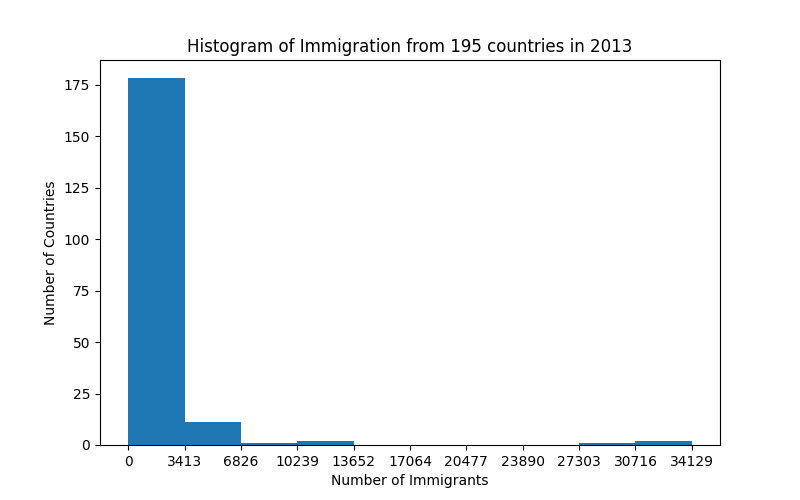 Histogram of Immigration from 195 countries in 2013
Number of Countries
175
150
125
100
75
50
25
0
0 3413 6826 10239 13652 17064 20477 23890 27303 30716 34129
Number of Immigrants